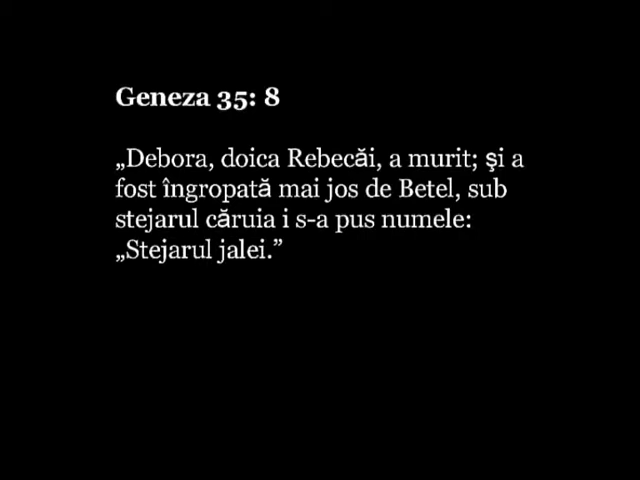 Geneza 35: 8
„Debora, doica Rebecăi, a murit; şi a
fost îngropată mai jos de Betel, sub
stejarul căruia i s-a pus numele:
„Stejarul jalei.”